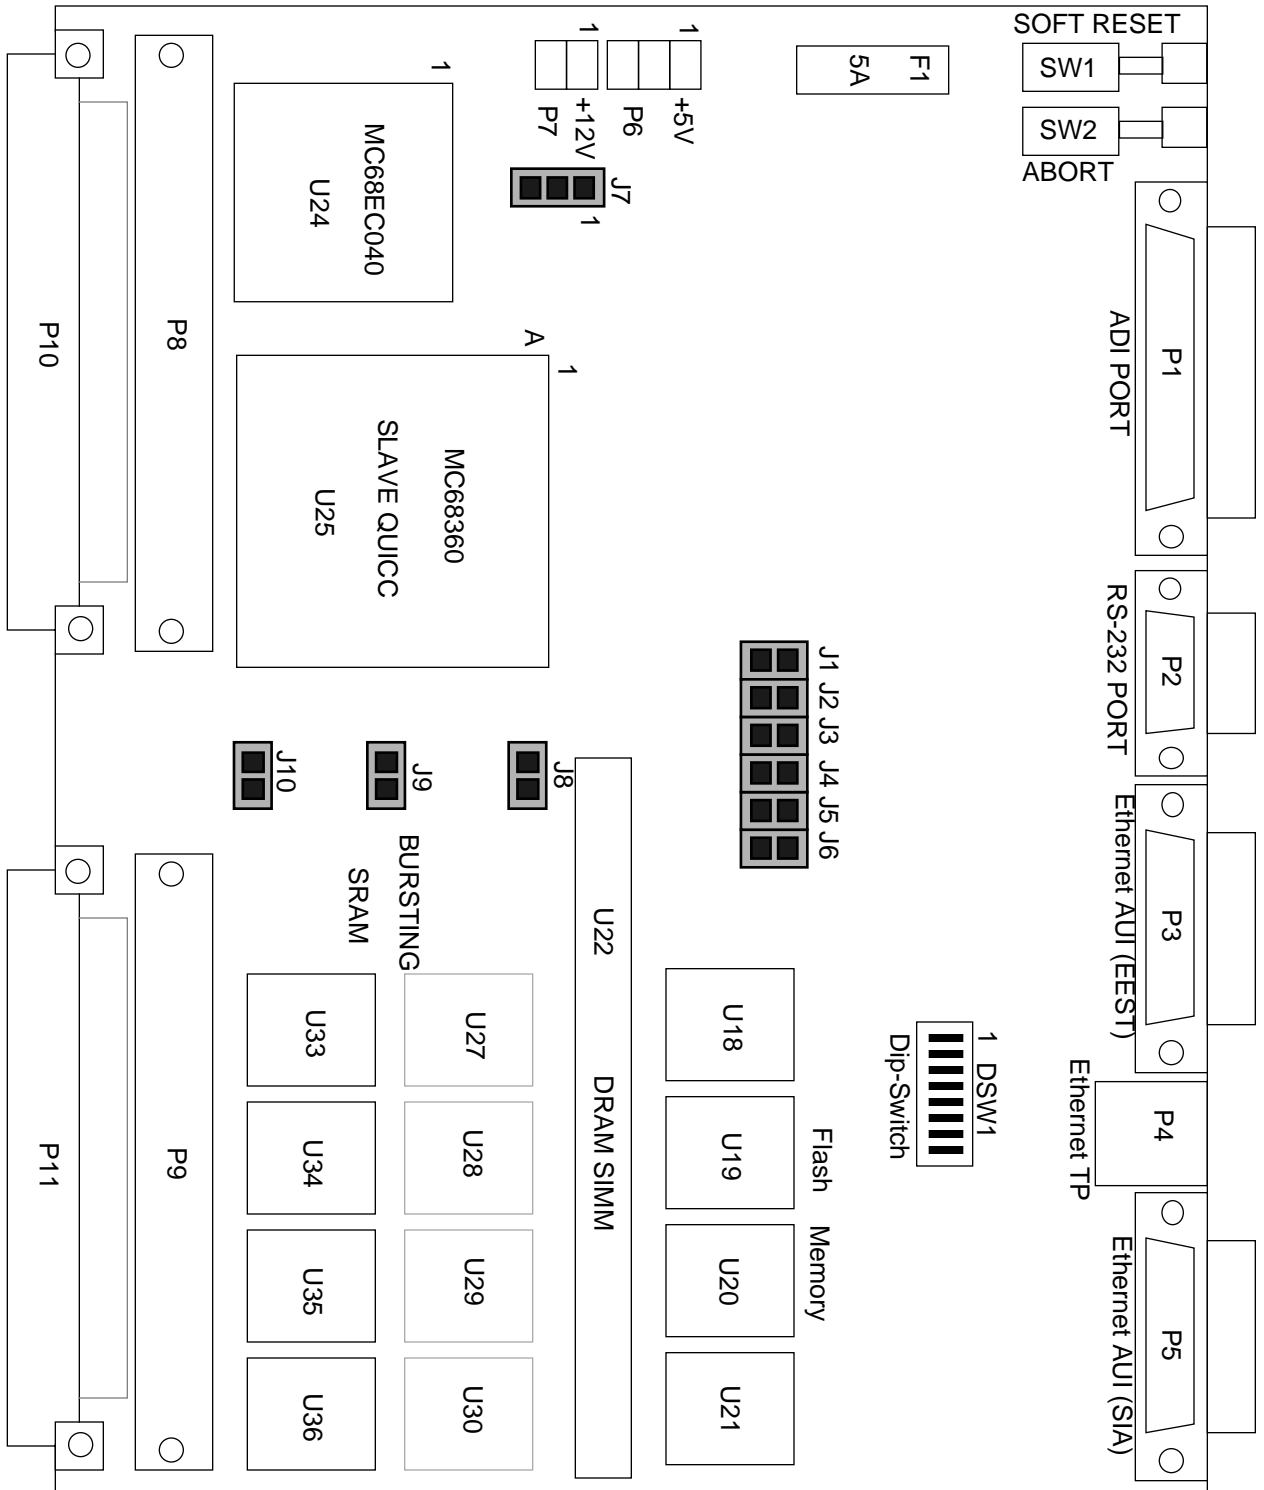 SOFT RESET
SW1
SW2
ABORT
F1
5A
1
+5V
P6
1
+12V
P7
J7
1
1
MC68EC040
U24
A
1
MC68360
SLAVE QUICC
U25
P8
P10
P1
ADI PORT
P2
RS-232 PORT
P3
Ethernet AUI (EEST)
P4
Ethernet TP
P5
Ethernet AUI (SIA)
J1 J2 J3 J4 J5 J6
J8
J9
J10
BURSTING
SRAM
1 DSW1
Dip-Switch
Flash Memory
U18
U19
U20
U21
U22 DRAM SIMM
U27
U28
U29
U30
U33
U34
U35
U36
P9
P11